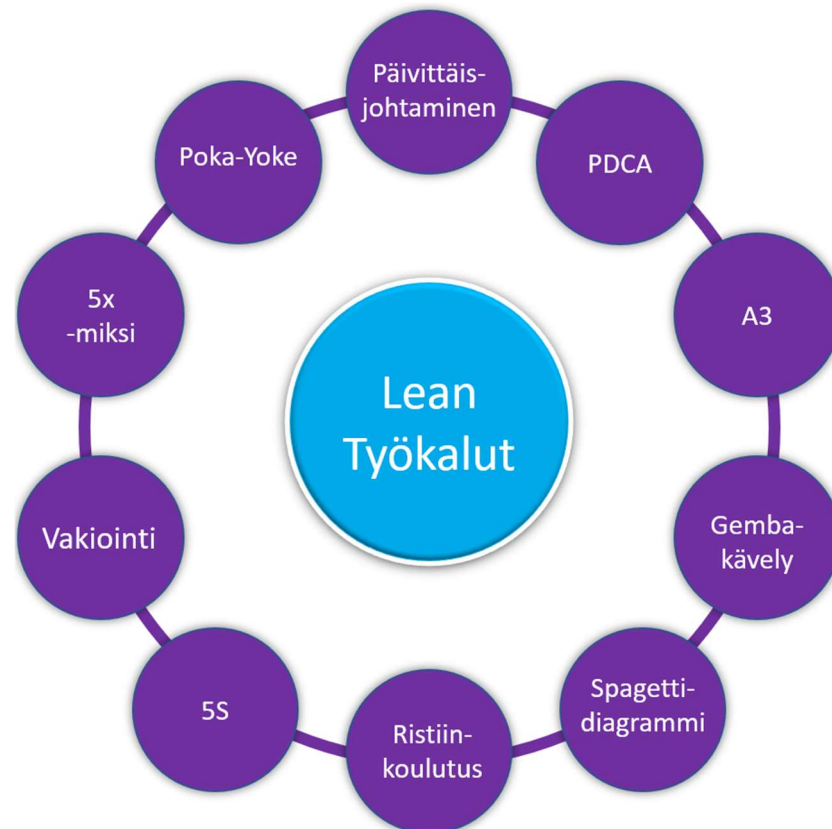 Päivittäis-
johtaminen
PDCA
A3
Gemba-
kävely
Spagetti-
diagrammi
Ristiin-
koulutus
5S
Vakiointi
5x
-miksi
Poka-Yoke
Lean
Työkalut